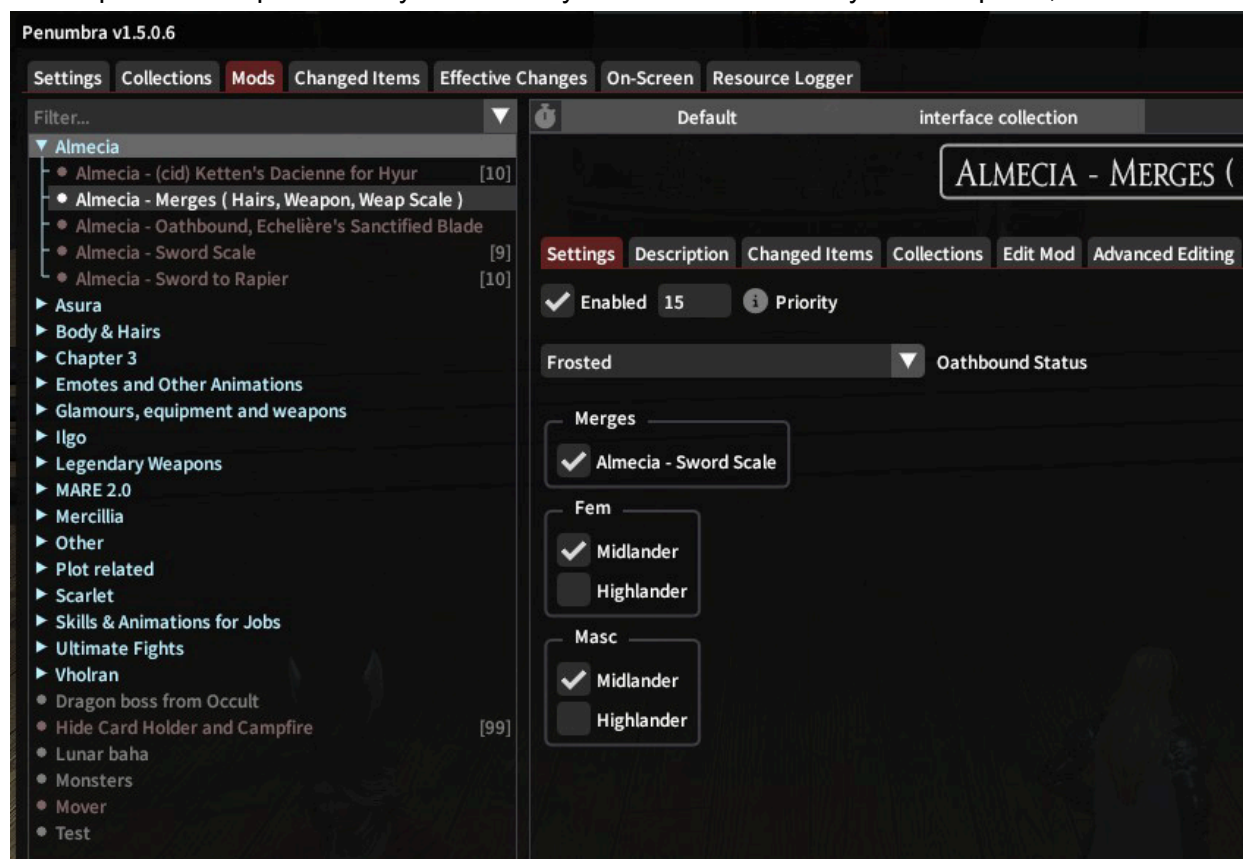 Penumbra v1.5.0.6
Settings Collections Mods Changed Items Effective Changes On-Screen Resource Logger
Filter...
Default interface collection
Almecia
Almecia - (cid) Ketten's Dacienne for Hyur [10]
Almecia - Merges ( Hairs, Weapon, Weap Scale )
Almecia - Oathbound, Echelière's Sanctified Blade
Almecia - Sword Scale [9]
Almecia - Sword to Rapier [10]
Asura
Body & Hairs
Chapter 3
Emotes and Other Animations
Glamours, equipment and weapons
Ilgo
Legendary Weapons
MARE 2.0
Mercillia
Other
Plot related
Scarlet
Skills & Animations for Jobs
Ultimate Fights
Vholran
Dragon boss from Occult
Hide Card Holder and Campfire [99]
Lunar baha
Monsters
Mover
Test
ALMECIA - MERGES (
Settings Description Changed Items Collections Edit Mod Advanced Editing
Enabled 15 Priority
Frosted Oathbound Status
Merges
Almecia - Sword Scale
Fem
Midlander
Highlander
Masc
Midlander
Highlander